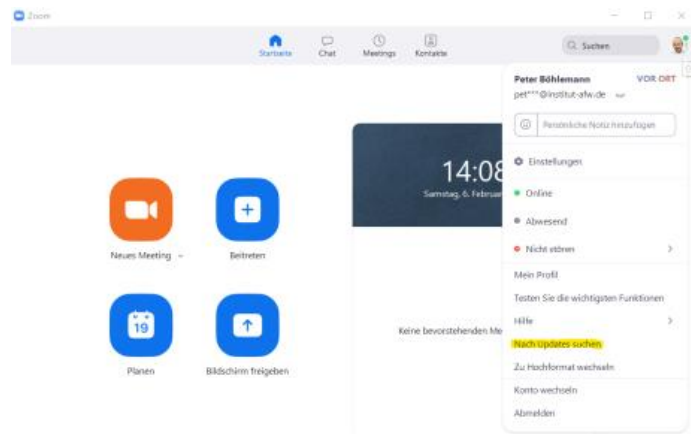 Zoom
Startseite
Chat
Meetings
Kontakte
Suchen
Peter Böhlemann VOR ORT
pet***@institut-afw.de
Persönliche Notiz hinzufügen
Einstellungen
Online
Abwesend
Nicht stören
Mein Profil
Testen Sie die wichtigsten Funktionen
Hilfe
Nach Updates suchen
Zu Hochformat wechseln
Konto wechseln
Abmelden
14:08
Samstag, 6. Februar
Neues Meeting
Beitreten
19
Planen
Bildschirm freigeben
Keine bevorstehenden Me